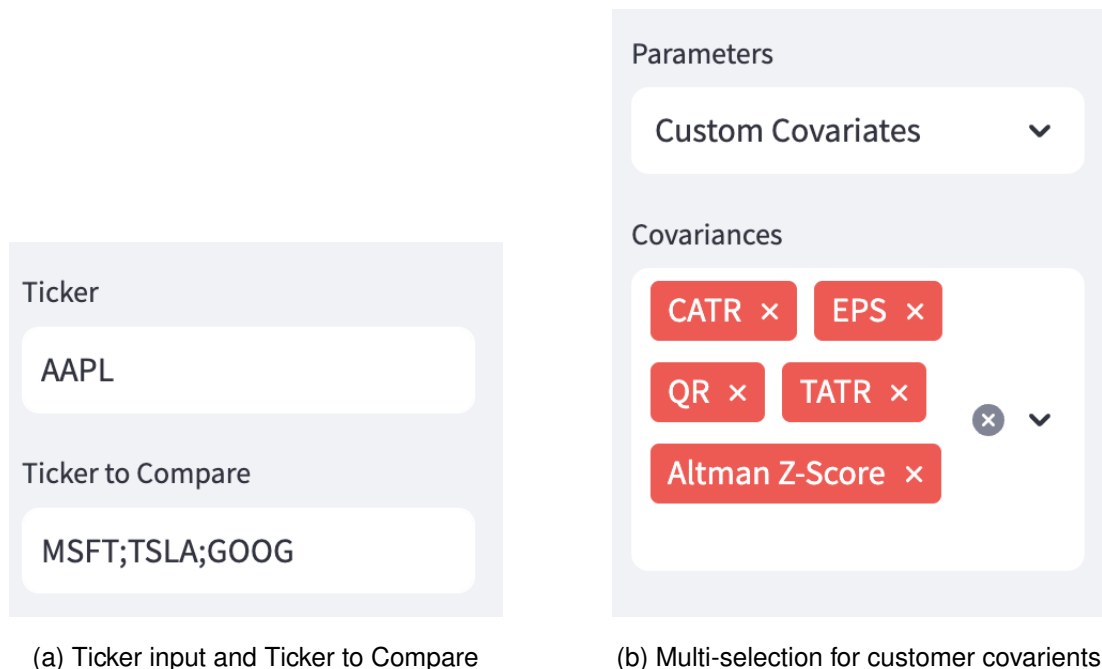 Ticker
AAPL
Ticker to Compare
MSFT;TSLA;GOOG
(a) Ticker input and Ticker to Compare
Parameters
Custom Covariates
Covariances
CATR × EPS ×
QR × TATR ×
Altman Z-Score ×
(b) Multi-selection for customer covarients